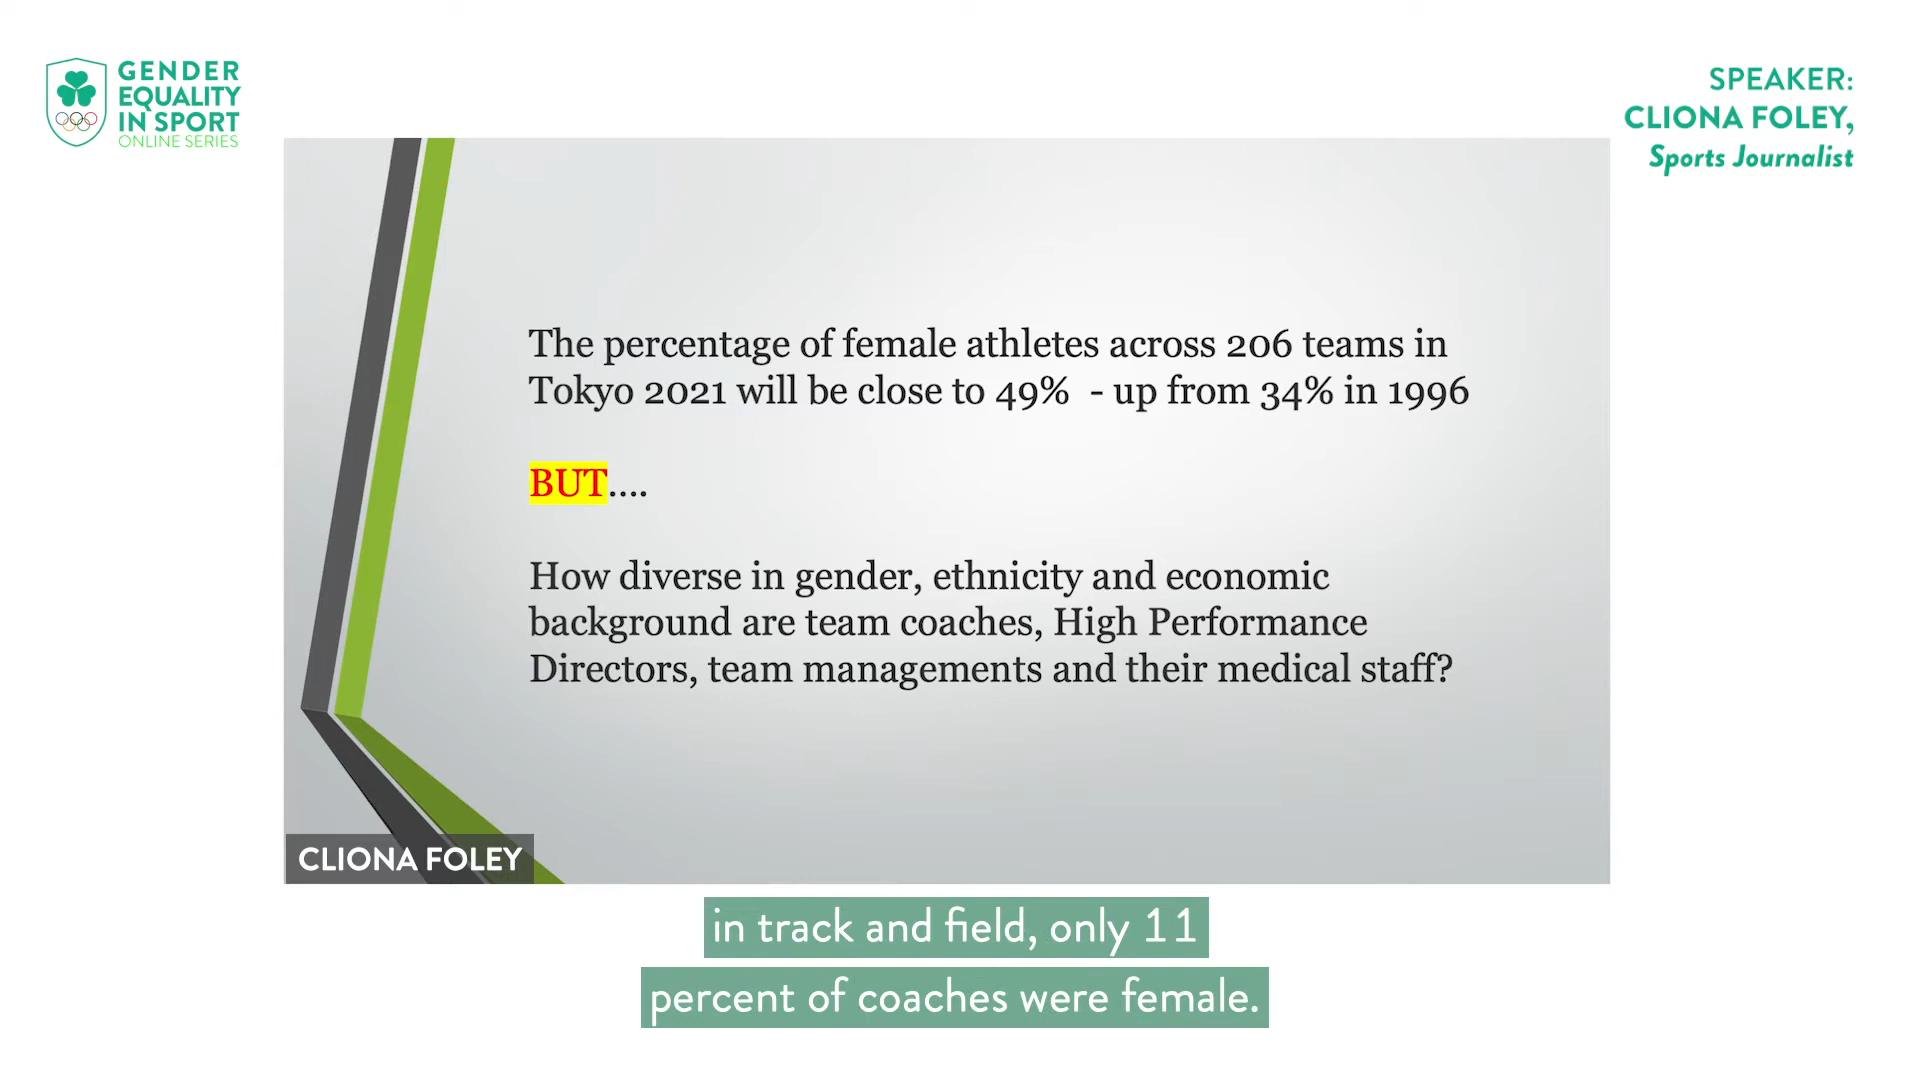 GENDER
EQUALITY
IN SPORT
ONLINE SERIES
SPEAKER:
CLIONA FOLEY,
Sports Journalist
The percentage of female athletes across 206 teams in
Tokyo 2021 will be close to 49%  - up from 34% in 1996
BUT....
How diverse in gender, ethnicity and economic
background are team coaches, High Performance
Directors, team managements and their medical staff?
CLIONA FOLEY
in track and field, only 11
percent of coaches were female.